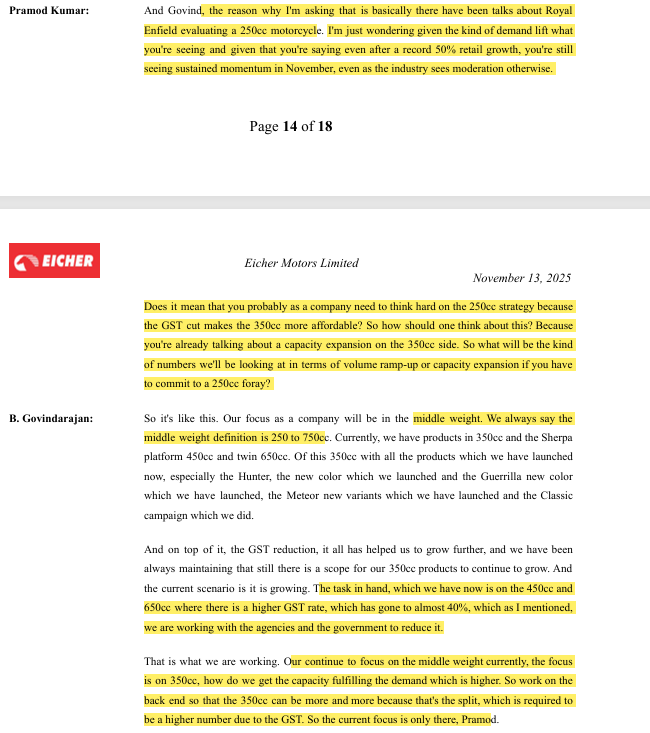 Pramod Kumar: And Govind, the reason why I'm asking that is basically there have been talks about Royal
Enfield evaluating a 250cc motorcycle. I'm just wondering given the kind of demand lift what
you're seeing and given that you're saying even after a record 50% retail growth, you're still
seeing sustained momentum in November, even as the industry sees moderation otherwise.
Page 14 of 18
EICHER
Eicher Motors Limited
November 13, 2025
Does it mean that you probably as a company need to think hard on the 250cc strategy because
the GST cut makes the 350cc more affordable? So how should one think about this? Because
you're already talking about a capacity expansion on the 350cc side. So what will be the kind
of numbers we'll be looking at in terms of volume ramp-up or capacity expansion if you have
to commit to a 250cc foray?
B. Govindarajan: So it's like this. Our focus as a company will be in the middle weight. We always say the
middle weight definition is 250 to 750cc. Currently, we have products in 350cc and the Sherpa
platform 450cc and twin 650cc. Of this 350cc with all the products which we have launched
now, especially the Hunter, the new color which we launched and the Guerrilla new color
which we have launched, the Meteor new variants which we have launched and the Classic
campaign which we did.
And on top of it, the GST reduction, it all has helped us to grow further, and we have been
always maintaining that still there is a scope for our 350cc products to continue to grow. And
the current scenario is it is growing. The task in hand, which we have now is on the 450cc and
650cc where there is a higher GST rate, which has gone to almost 40%, which as I mentioned,
we are working with the agencies and the government to reduce it.
That is what we are working. Our continue to focus on the middle weight currently, the focus
is on 350cc, how do we get the capacity fulfilling the demand which is higher. So work on the
back end so that the 350cc can be more and more because that's the split, which is required to
be a higher number due to the GST. So the current focus is only there, Pramod.